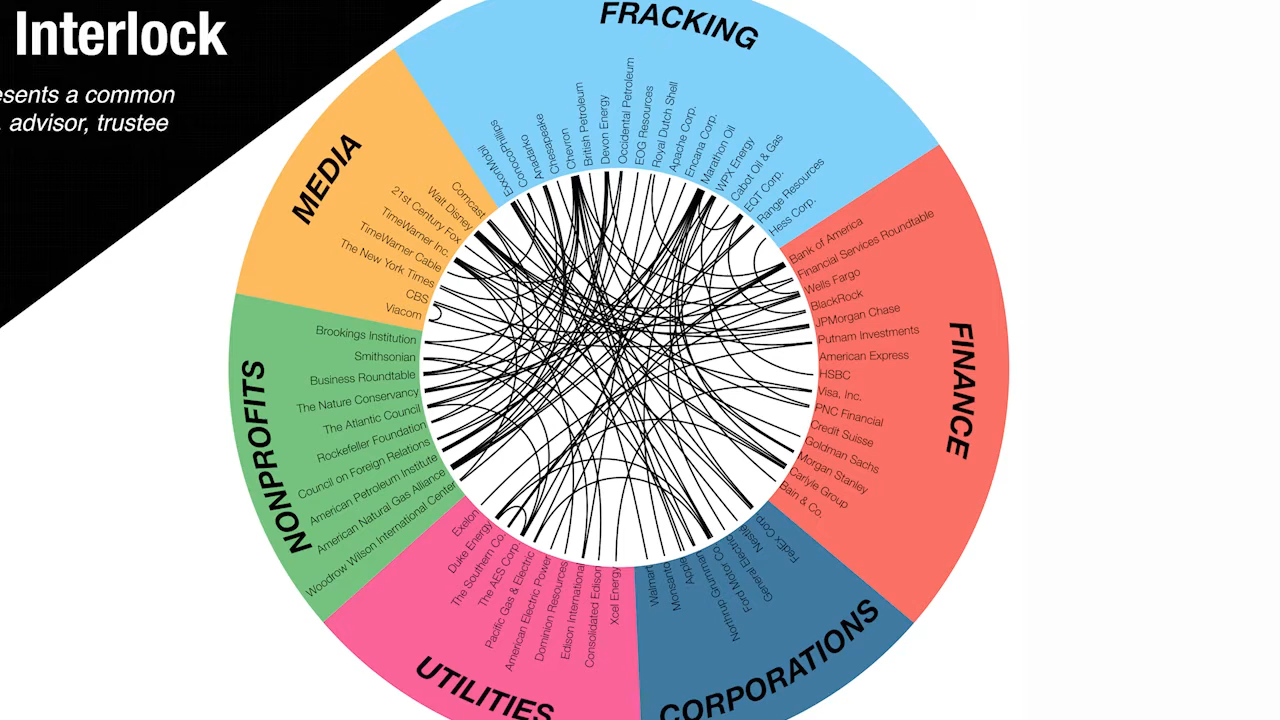 Interlock
esents a common
. advisor, trustee
FRACKING
ExxonMobil
ConocoPhillips
Anadarko
Chesapeake
Chevron
British Petroleum
Devon Energy
Occidental Petroleum
EOG Resources
Royal Dutch Shell
Apache Corp.
Encana Corp.
Marathon Oil
WPX Energy
Cabot Oil & Gas
EQT Corp.
Range Resources
Hess Corp.
FINANCE
Bank of America
Financial Services Roundtable
Wells Fargo
BlackRock
JPMorgan Chase
Putnam Investments
American Express
HSBC
Visa, Inc.
PNC Financial
Credit Suisse
Goldman Sachs
Morgan Stanley
Carlyle Group
Bain & Co.
CORPORATIONS
FedEx Corp.
Nestle
General Electric
Ford Motor Co.
Northrup Grumman
Apple
Monsanto
Walmart
UTILITIES
Xcel Energy
Consolidated Edison
Edison International
Dominion Resources
American Electric Power
Pacific Gas & Electric
The AES Corp.
The Southern Co.
Duke Energy
Exelon
NONPROFITS
Woodrow Wilson International Center
American Natural Gas Alliance
American Petroleum Institute
Council on Foreign Relations
Rockefeller Foundation
The Atlantic Council
The Nature Conservancy
Business Roundtable
Smithsonian
Brookings Institution
MEDIA
Viacom
CBS
The New York Times
TimeWarner Cable
TimeWarner Inc.
21st Century Fox
Walt Disney
Comcast